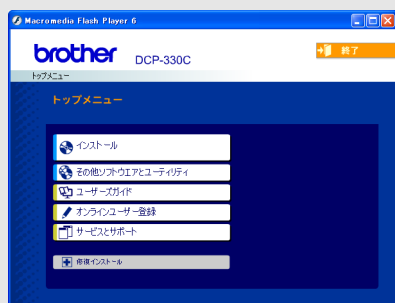 Macromedia Flash Player 6
brother
DCP-330C
終了
トップメニュー
トップメニュー
インストール
その他ソフトウエアとユーティリティ
ユーザーズガイド
オンラインユーザー登録
サービスとサポート
修復インストール